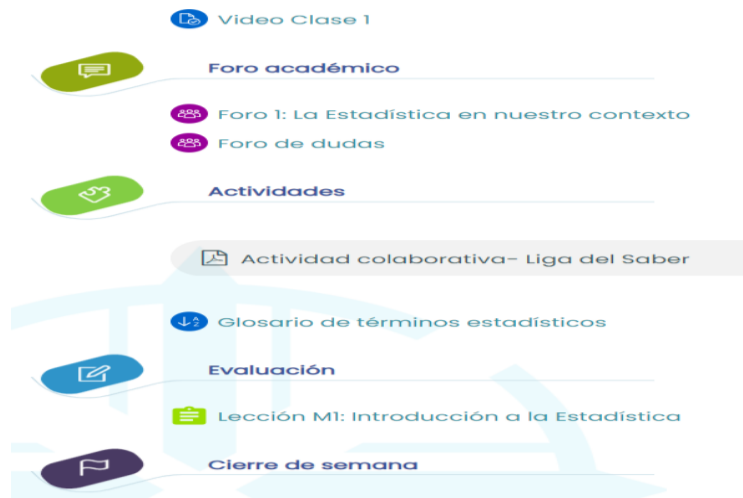 Video Clase 1
Foro académico
Foro 1: La Estadística en nuestro contexto
Foro de dudas
Actividades
Actividad colaborativa- Liga del Saber
Glosario de términos estadísticos
Evaluación
Lección M1: Introducción a la Estadística
Cierre de semana